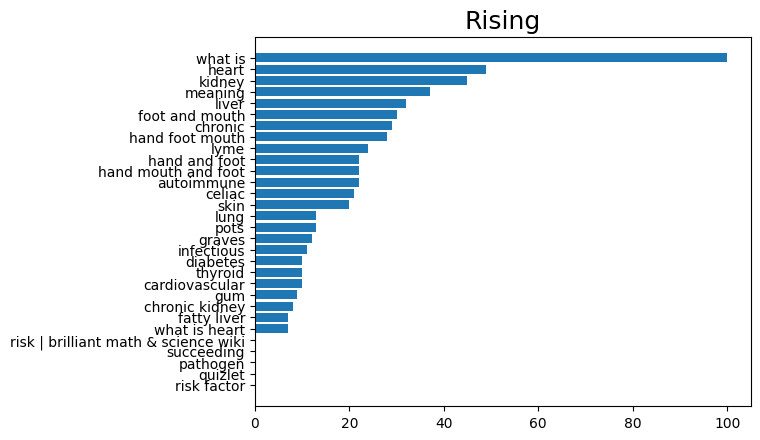 Rising
what is
heart
kidney
meaning
liver
foot and mouth
chronic
hand foot mouth
lyme
hand and foot
hand mouth and foot
autoimmune
celiac
skin
lung
pots
graves
infectious
diabetes
thyroid
cardiovascular
gum
chronic kidney
fatty liver
what is heart
risk | brilliant math & science wiki
succeeding
pathogen
quizlet
risk factor
0 20 40 60 80 100